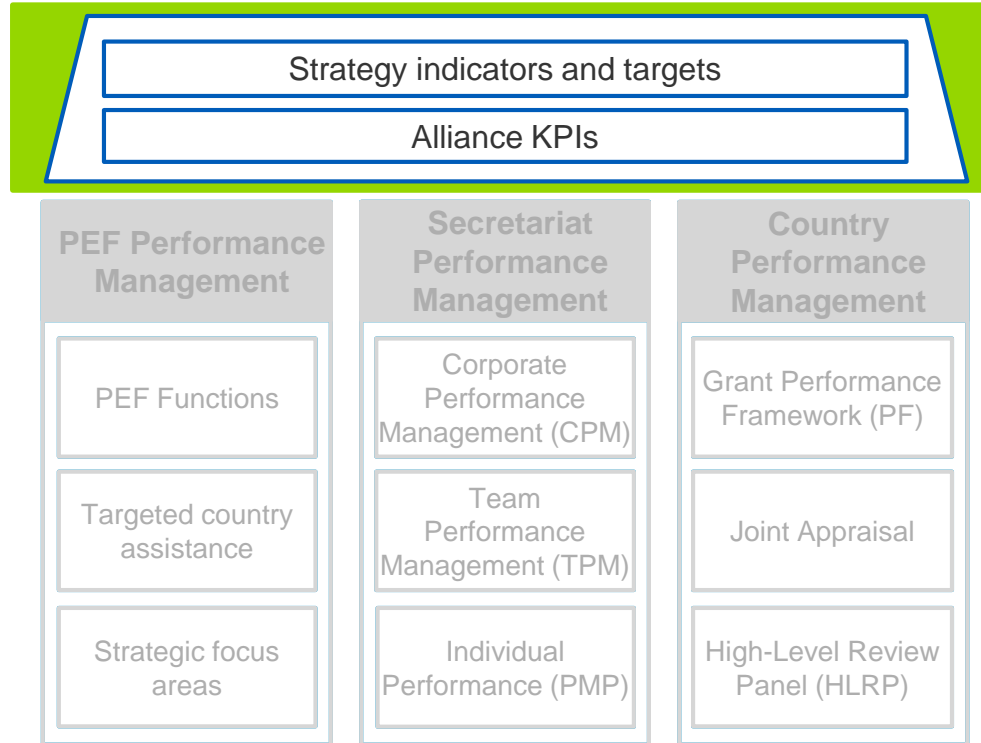 Strategy indicators and targets
Alliance KPIs
PEF Performance
Management
PEF Functions
Targeted country
assistance
Strategic focus
areas
Secretariat
Performance
Management
Corporate
Performance
Management (CPM)
Team
Performance
Management (TPM)
Individual
Performance (PMP)
Country
Performance
Management
Grant Performance
Framework (PF)
Joint Appraisal
High-Level Review
Panel (HLRP)